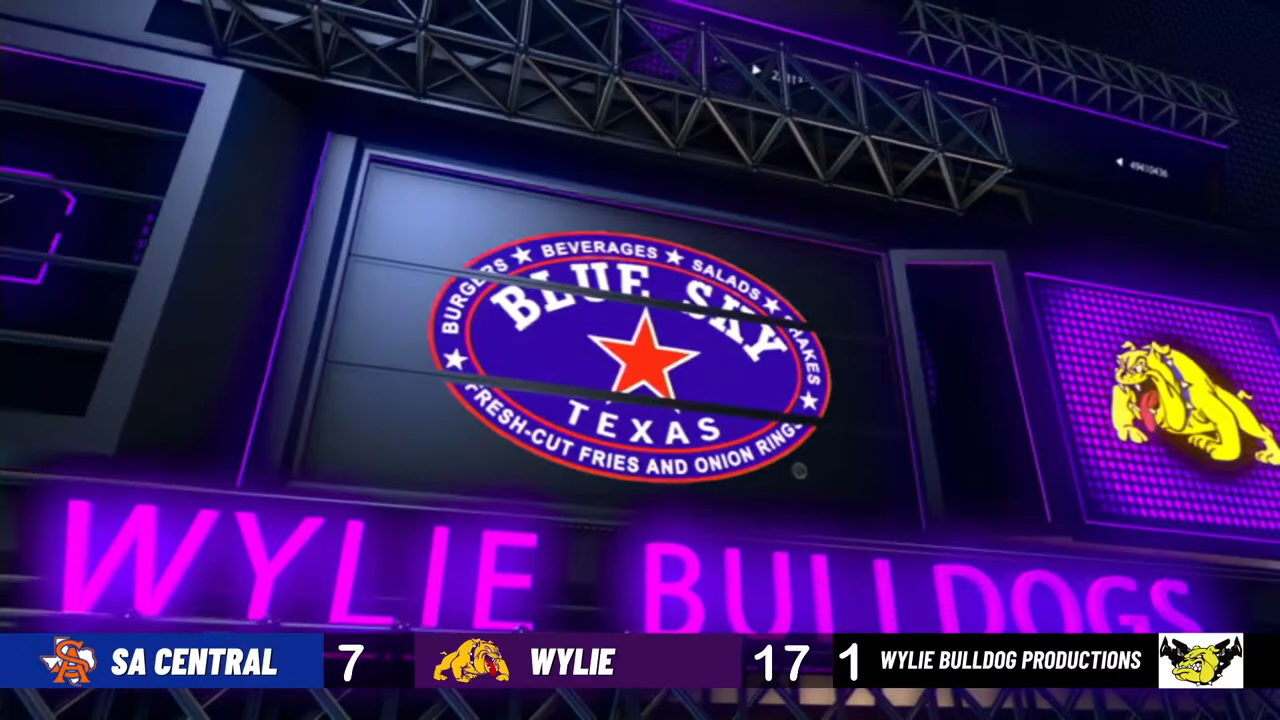 BURGERS ★ BEVERAGES ★ SALADS ★ SHAKES ★
BLUE SKY
TEXAS
FRESH-CUT FRIES AND ONION RINGS
49410436
WYLIE BULLDOGS
SA CENTRAL 7 WYLIE 17 1 WYLIE BULLDOG PRODUCTIONS